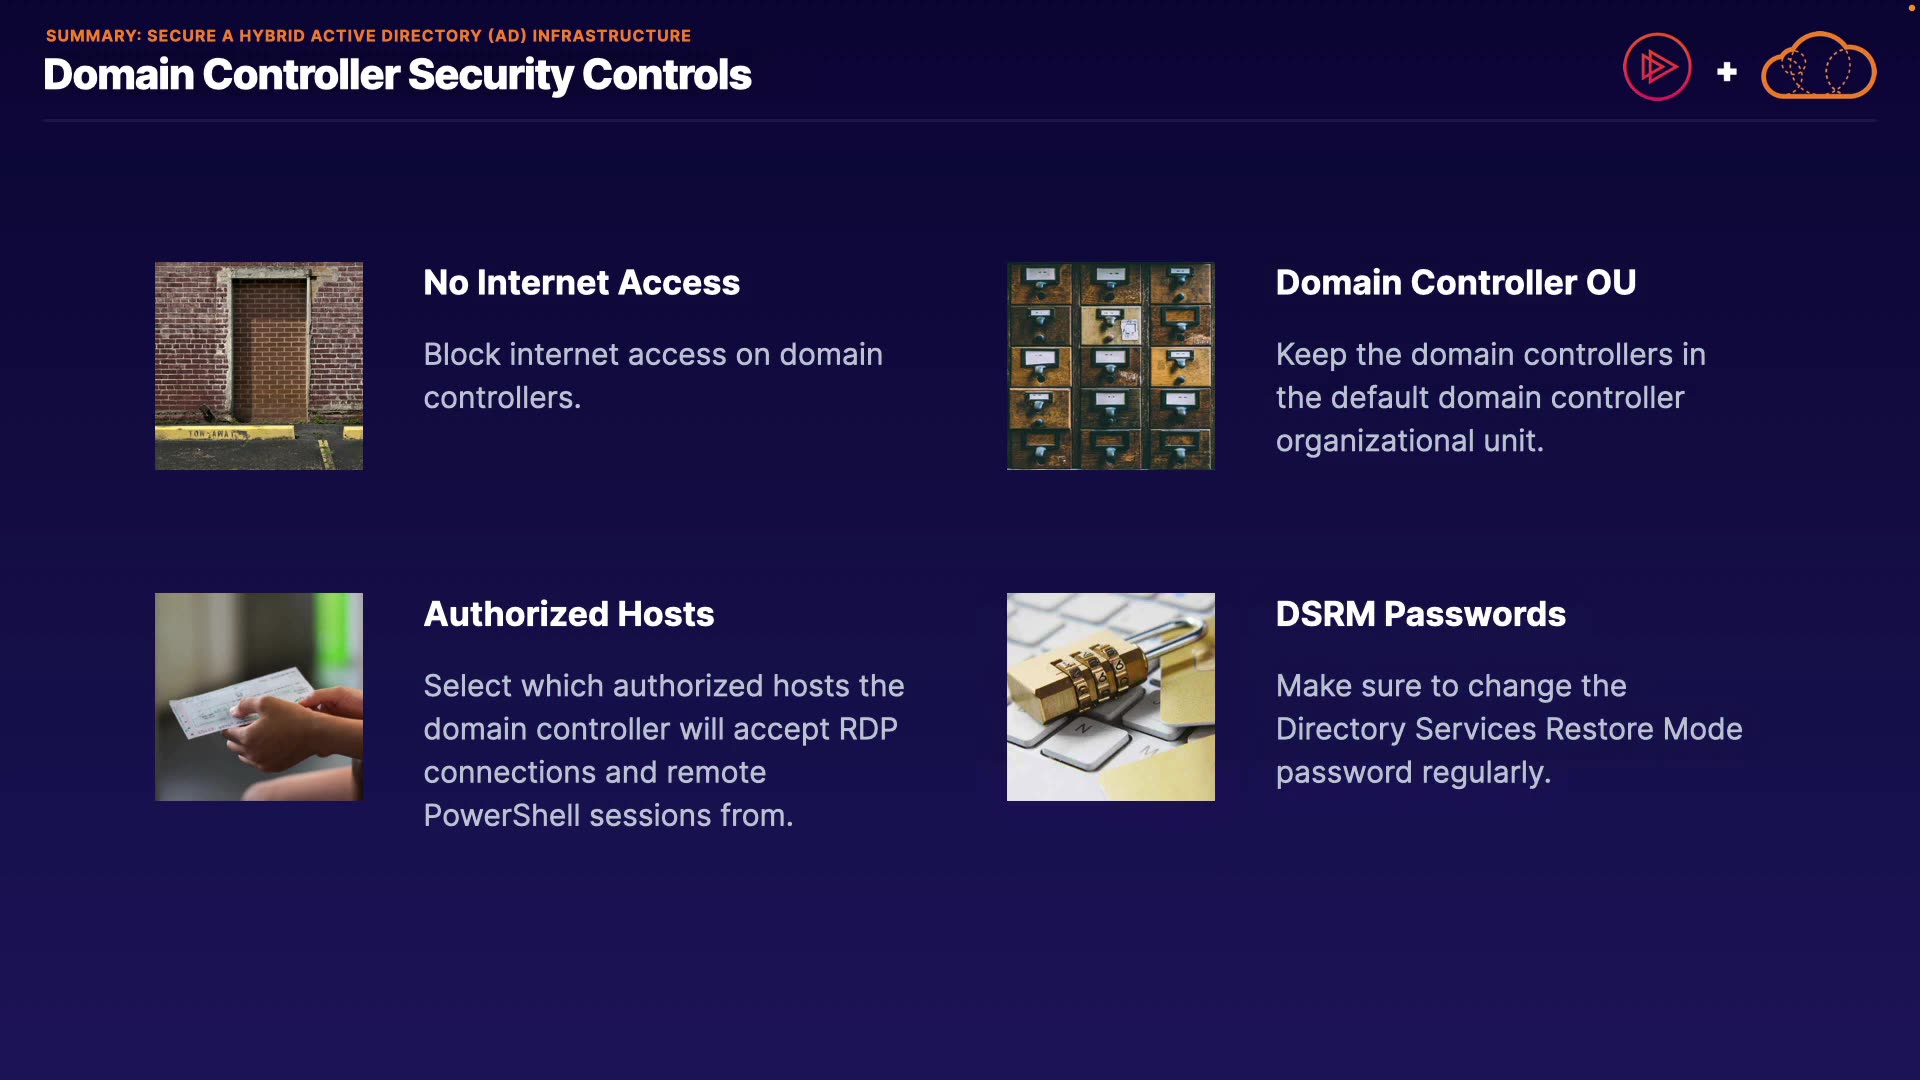 SUMMARY: SECURE A HYBRID ACTIVE DIRECTORY (AD) INFRASTRUCTURE
Domain Controller Security Controls
No Internet Access
Block internet access on domain
controllers.
Domain Controller OU
Keep the domain controllers in
the default domain controller
organizational unit.
Authorized Hosts
Select which authorized hosts the
domain controller will accept RDP
connections and remote
PowerShell sessions from.
DSRM Passwords
Make sure to change the
Directory Services Restore Mode
password regularly.